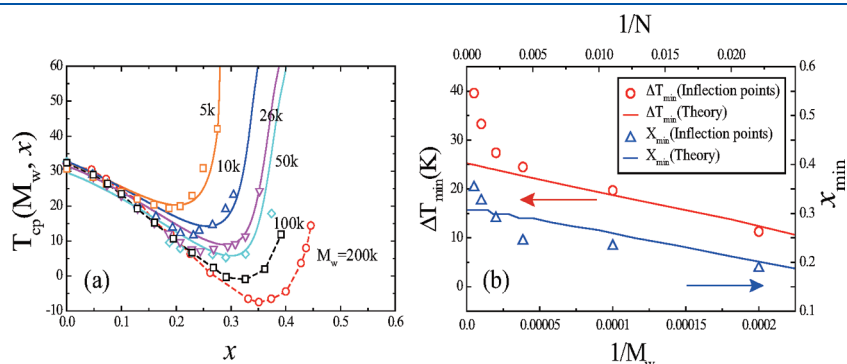 60
50
40
30
20
10
0
-10
0.0 0.1 0.2 0.3 0.4 0.5 0.6
T_cp(M_w, x)
x
(a)
5k
26k
10k
50k
100k
M_w=200k
1/N
0.000 0.005 0.010 0.015 0.020
ΔT_min(Inflection points)
ΔT_min(Theory)
X_min(Inflection points)
X_min(Theory)
40
30
20
10
0
ΔT_min(K)
0.6
0.5
0.4
0.3
0.2
0.1
x_min
(b)
0 0.00005 0.0001 0.00015 0.0002
1/M_w